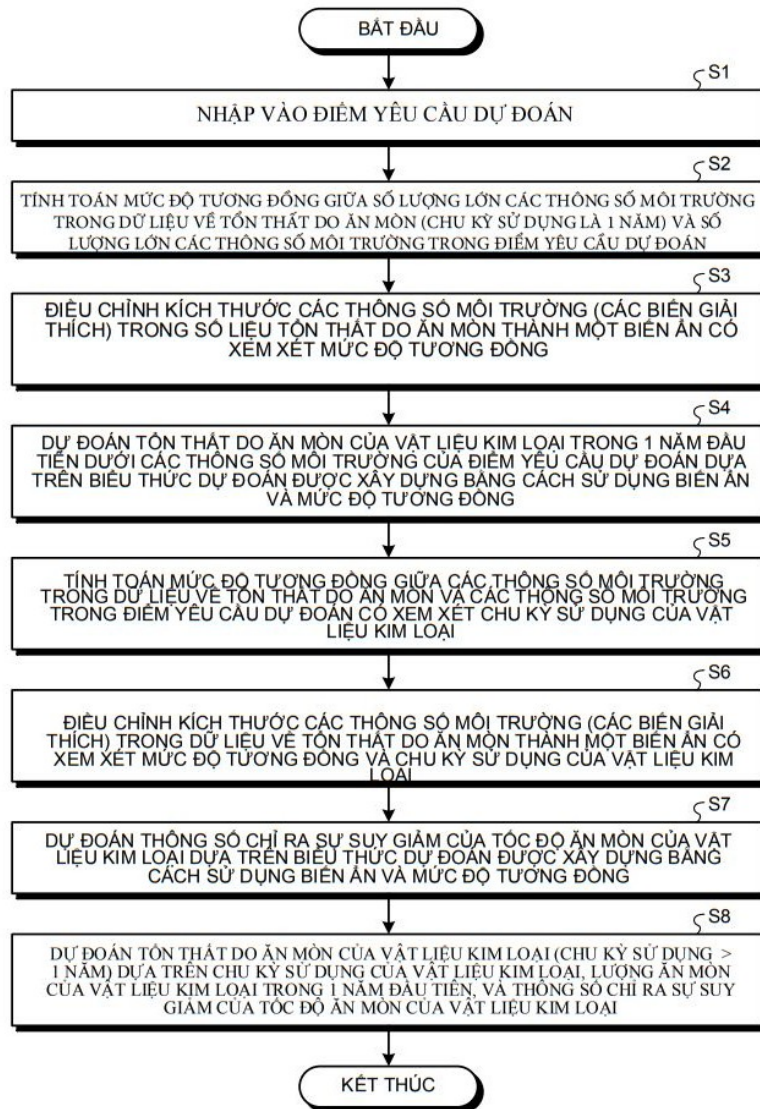 BẮT ĐẦU
S1
NHẬP VÀO ĐIỂM YÊU CẦU DỰ ĐOÁN
S2
TÍNH TOÁN MỨC ĐỘ TƯƠNG ĐỒNG GIỮA SỐ LƯỢNG LỚN CÁC THÔNG SỐ MÔI TRƯỜNG
TRONG DỮ LIỆU VỀ TỔN THẤT DO ĂN MÒN (CHU KỲ SỬ DỤNG LÀ 1 NĂM) VÀ SỐ
LƯỢNG LỚN CÁC THÔNG SỐ MÔI TRƯỜNG TRONG ĐIỂM YÊU CẦU DỰ ĐOÁN
S3
ĐIỀU CHỈNH KÍCH THƯỚC CÁC THÔNG SỐ MÔI TRƯỜNG (CÁC BIẾN GIẢI
THÍCH) TRONG SỐ LIỆU TỔN THẤT DO ĂN MÒN THÀNH MỘT BIẾN ẨN CÓ
XEM XÉT MỨC ĐỘ TƯƠNG ĐỒNG
S4
DỰ ĐOÁN TỔN THẤT DO ĂN MÒN CỦA VẬT LIỆU KIM LOẠI TRONG 1 NĂM ĐẦU
TIÊN DƯỚI CÁC THÔNG SỐ MÔI TRƯỜNG CỦA ĐIỂM YÊU CẦU DỰ ĐOÁN DỰA
TRÊN BIỂU THỨC DỰ ĐOÁN ĐƯỢC XÂY DỰNG BẰNG CÁCH SỬ DỤNG BIẾN ẨN
VÀ MỨC ĐỘ TƯƠNG ĐỒNG
S5
TÍNH TOÁN MỨC ĐỘ TƯƠNG ĐỒNG GIỮA CÁC THÔNG SỐ MÔI TRƯỜNG
TRONG DỮ LIỆU VỀ TỔN THẤT DO ĂN MÒN VÀ CÁC THÔNG SỐ MÔI TRƯỜNG
TRONG ĐIỂM YÊU CẦU DỰ ĐOÁN CÓ XEM XÉT CHU KỲ SỬ DỤNG CỦA VẬT
LIỆU KIM LOẠI
S6
ĐIỀU CHỈNH KÍCH THƯỚC CÁC THÔNG SỐ MÔI TRƯỜNG (CÁC BIẾN GIẢI
THÍCH) TRONG DỮ LIỆU VỀ TỔN THẤT DO ĂN MÒN THÀNH MỘT BIẾN ẨN CÓ
XEM XÉT MỨC ĐỘ TƯƠNG ĐỒNG VÀ CHU KỲ SỬ DỤNG CỦA VẬT LIỆU KIM
LOẠI
S7
DỰ ĐOÁN THÔNG SỐ CHỈ RA SỰ SUY GIẢM CỦA TỐC ĐỘ ĂN MÒN CỦA VẬT
LIỆU KIM LOẠI DỰA TRÊN BIỂU THỨC DỰ ĐOÁN ĐƯỢC XÂY DỰNG BẰNG
CÁCH SỬ DỤNG BIẾN ẨN VÀ MỨC ĐỘ TƯƠNG ĐỒNG
S8
DỰ ĐOÁN TỔN THẤT DO ĂN MÒN CỦA VẬT LIỆU KIM LOẠI (CHU KỲ SỬ DỤNG >
1 NĂM) DỰA TRÊN CHU KỲ SỬ DỤNG CỦA VẬT LIỆU KIM LOẠI, LƯỢNG ĂN MÒN
CỦA VẬT LIỆU KIM LOẠI TRONG 1 NĂM ĐẦU TIÊN, VÀ THÔNG SỐ CHỈ RA SỰ SUY
GIẢM CỦA TỐC ĐỘ ĂN MÒN CỦA VẬT LIỆU KIM LOẠI
KẾT THÚC